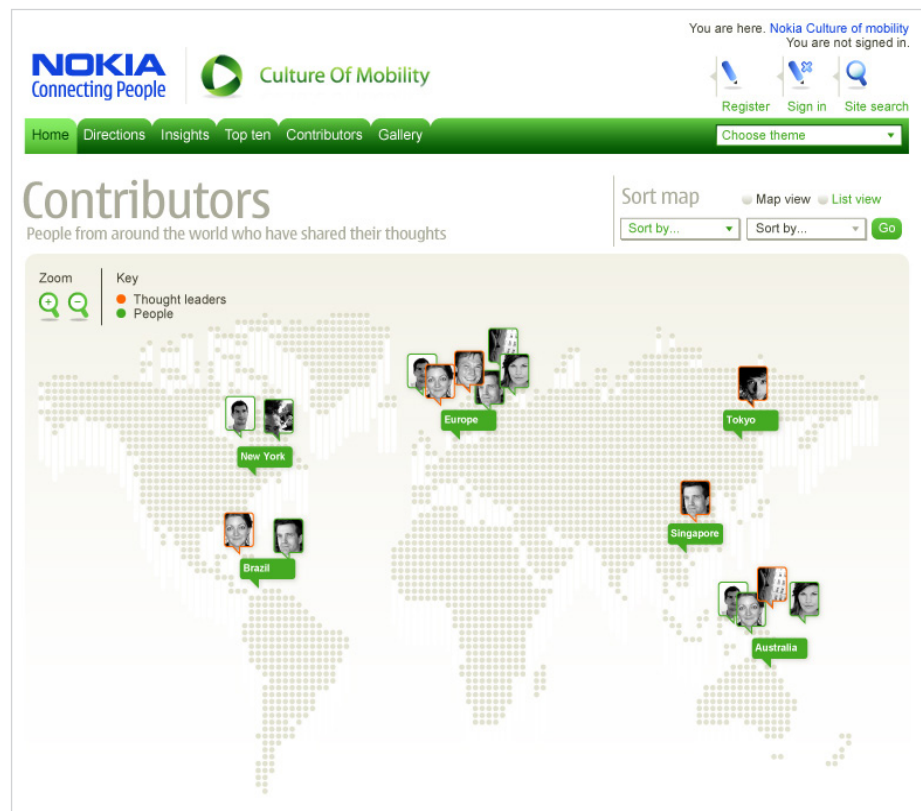 You are here. Nokia Culture of mobility
You are not signed in.
NOKIA
Connecting People
Culture Of Mobility
Register
Sign in
Site search
Home
Directions
Insights
Top ten
Contributors
Gallery
Choose theme
Contributors
People from around the world who have shared their thoughts
Sort map
Map view
List view
Sort by...
Sort by...
Go
Zoom
Key
Thought leaders
People
Europe
Tokyo
New York
Singapore
Brazil
Australia